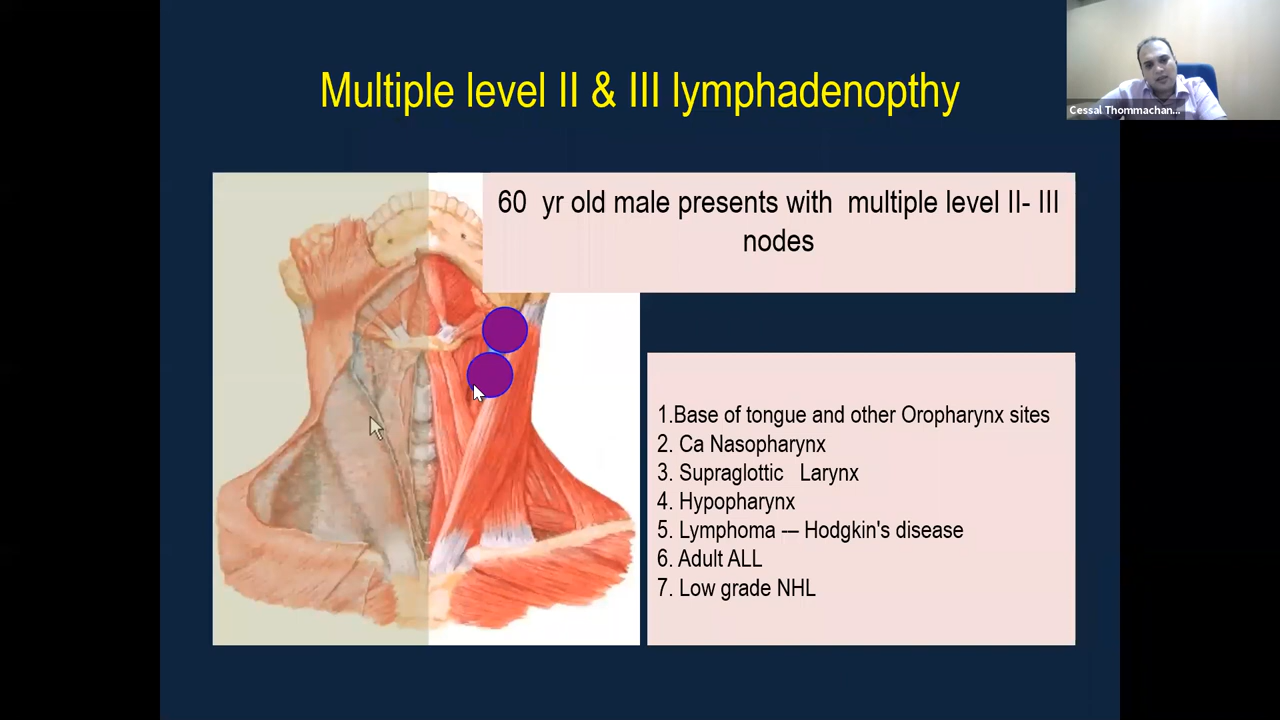 Multiple level II & III lymphadenopthy
Cessal Thommachan...
60 yr old male presents with multiple level II- III
nodes
1.Base of tongue and other Oropharynx sites
2. Ca Nasopharynx
3. Supraglottic Larynx
4. Hypopharynx
5. Lymphoma -– Hodgkin's disease
6. Adult ALL
7. Low grade NHL